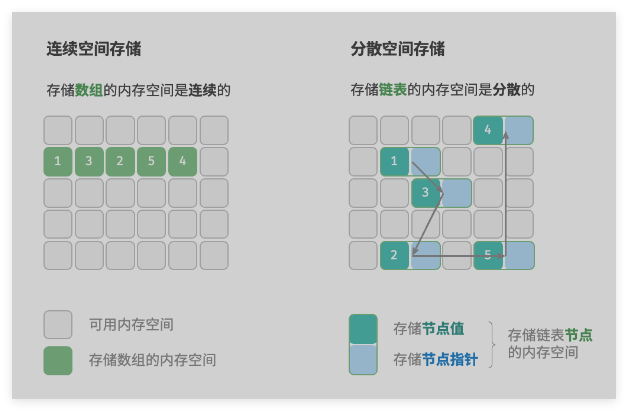 连续空间存储
存储数组的内存空间是连续的
1 3 2 5 4
可用内存空间
存储数组的内存空间
分散空间存储
存储链表的内存空间是分散的
4
1
3
2 5
存储节点值
存储节点指针
存储链表节点
的内存空间